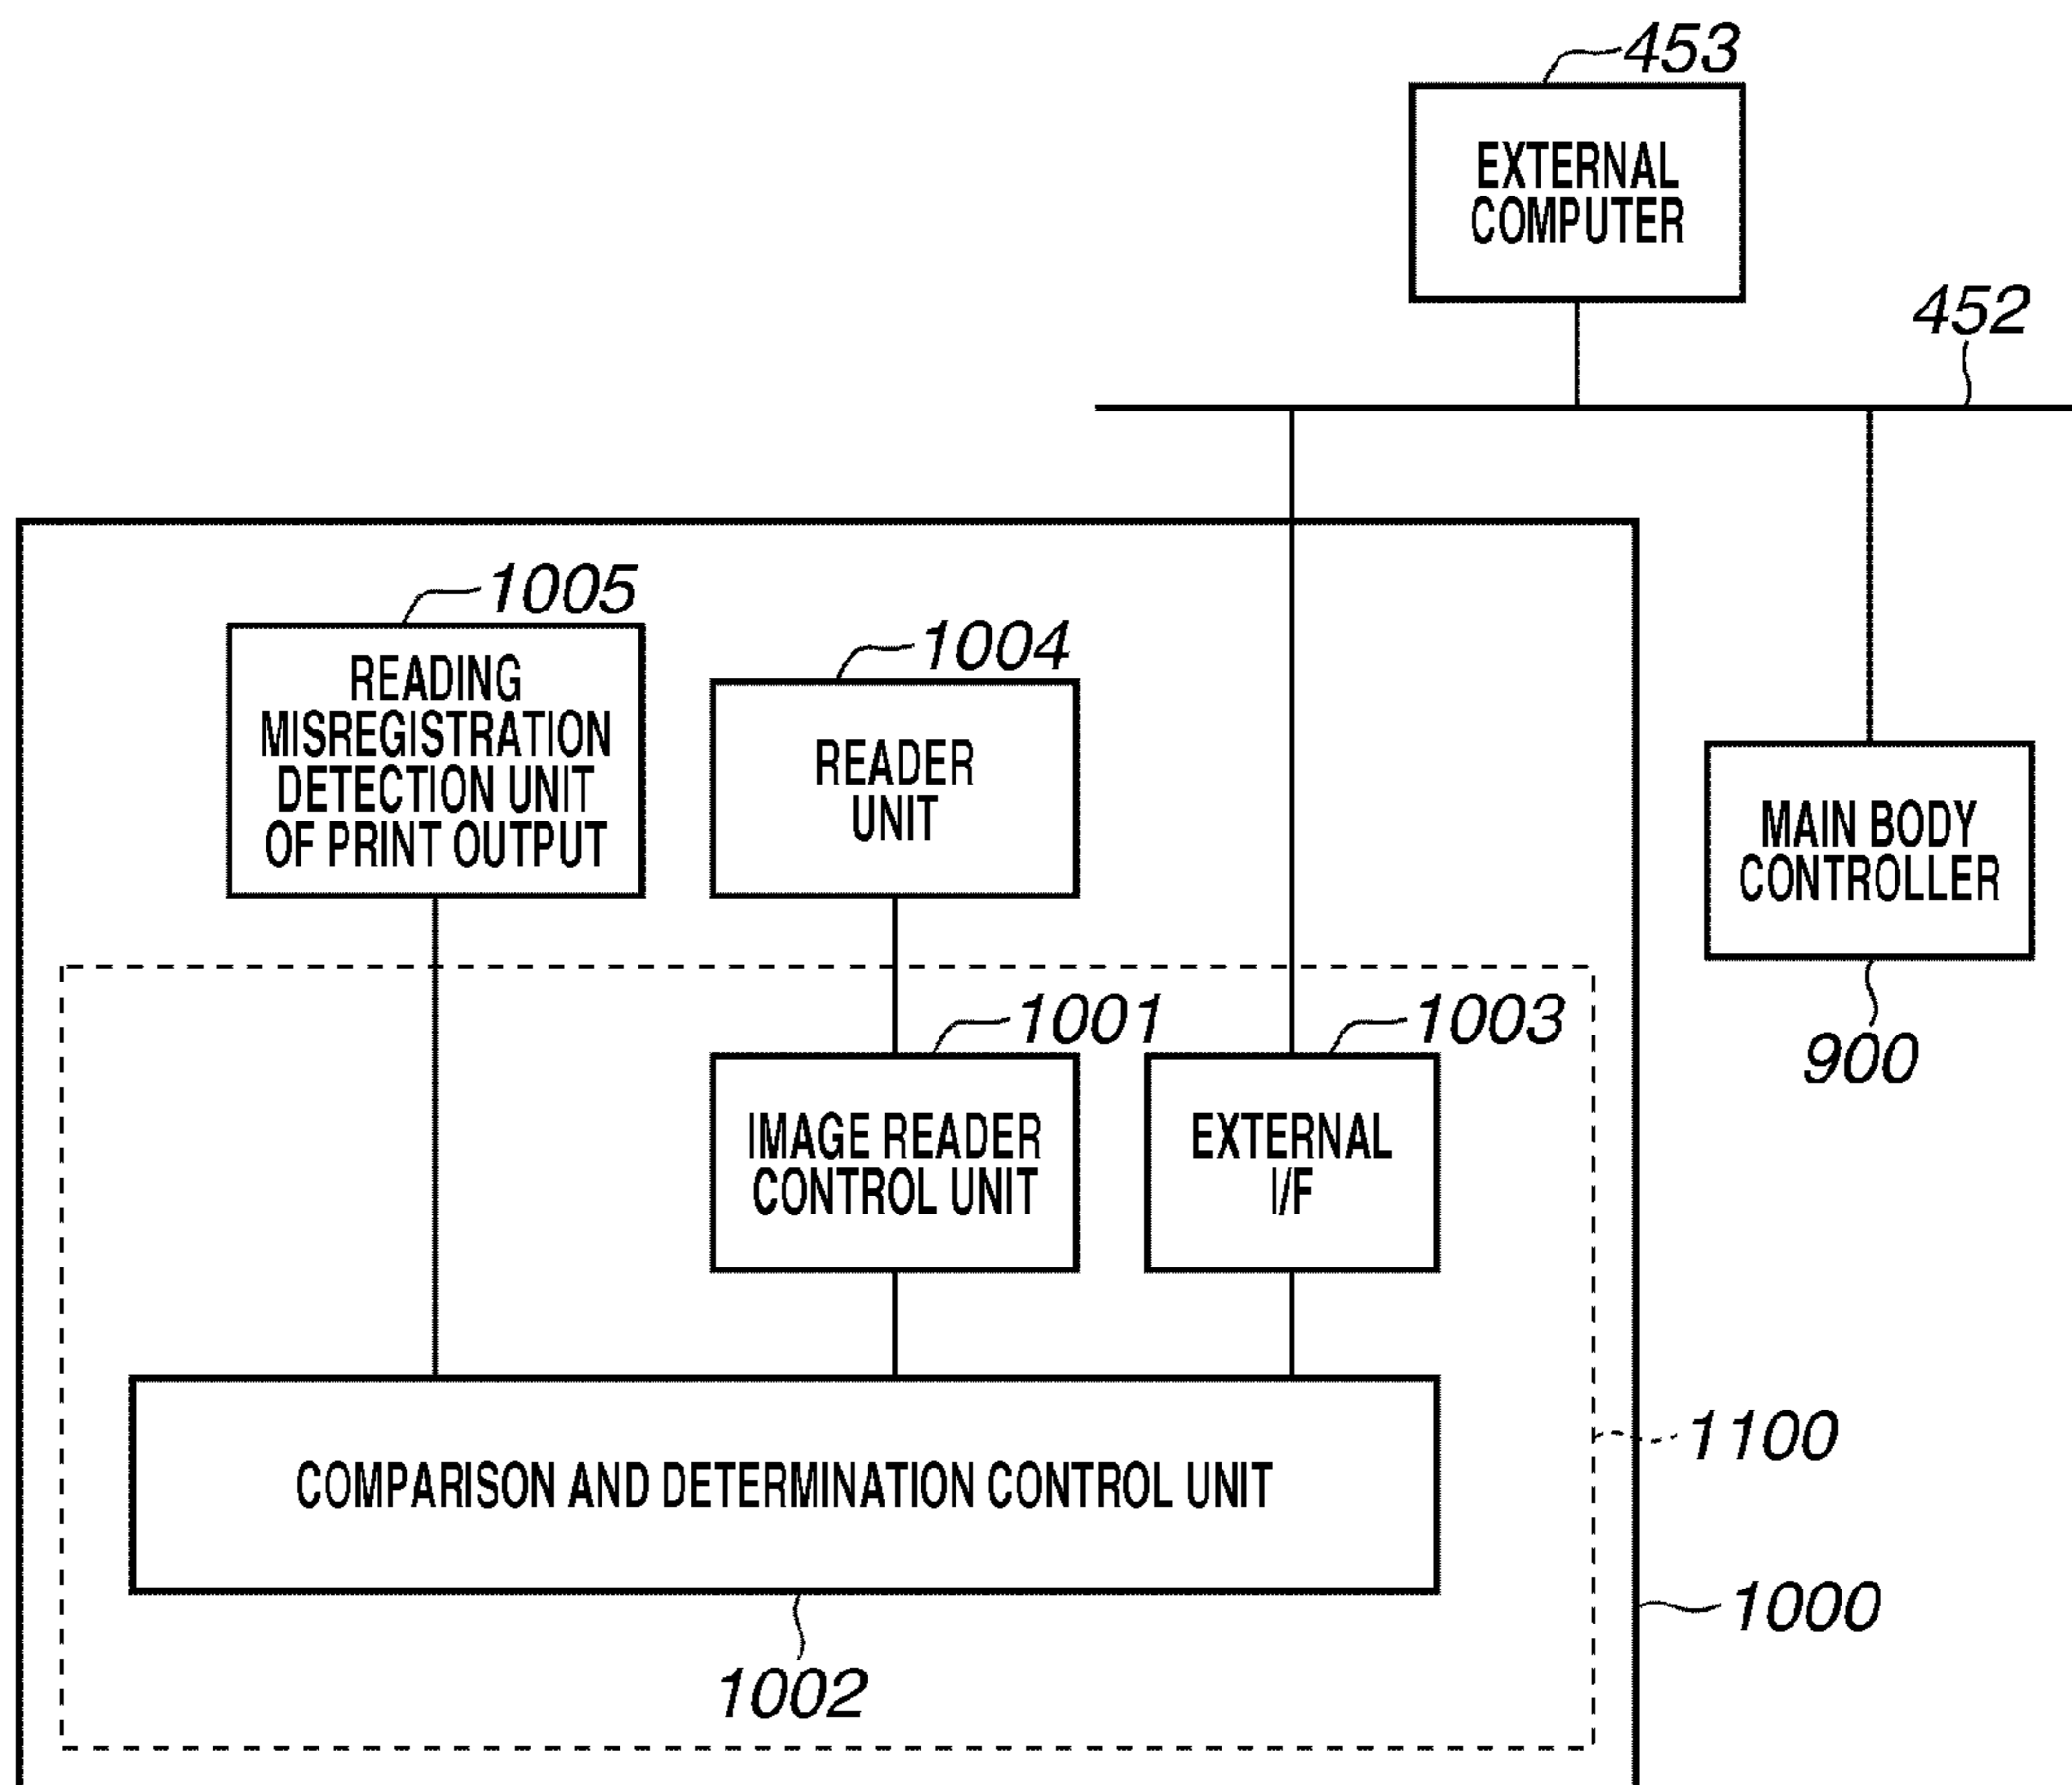 453
EXTERNAL
COMPUTER
452
1005
READING
MISREGISTRATION
DETECTION UNIT
OF PRINT OUTPUT
1004
READER
UNIT
MAIN BODY
CONTROLLER
900
1001
IMAGE READER
CONTROL UNIT
1003
EXTERNAL
I/F
COMPARISON AND DETERMINATION CONTROL UNIT
1002
1100
1000